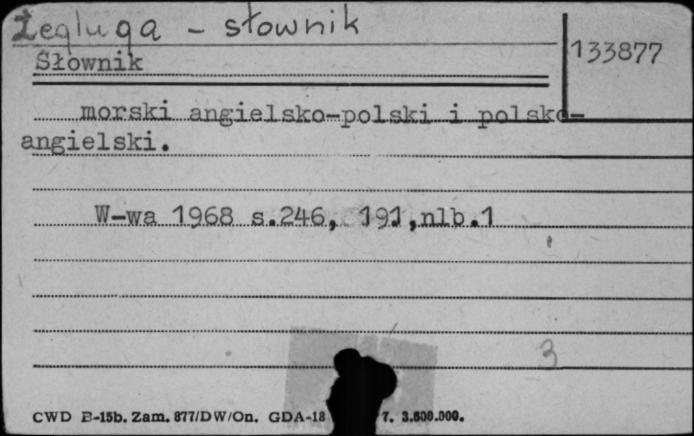 Żegluga - słownik
133877
Słownik
morski angielsko-polski i polsko-
angielski.
W-wa 1968 s.246, 191,nlb.1
3
CWD B-15b. Zam. 877/DW/On. GDA-18 7. 3.600.000.